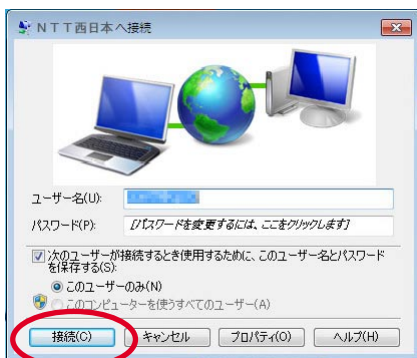 NTT西日本へ接続
ユーザー名(U):
パスワード(P): [パスワードを変更するには、ここをクリックします]
次のユーザーが接続するとき使用するために、このユーザー名とパスワード
を保存する(S):
このユーザーのみ(N)
このコンピューターを使うすべてのユーザー(A)
接続(C) キャンセル プロパティ(O) ヘルプ(H)